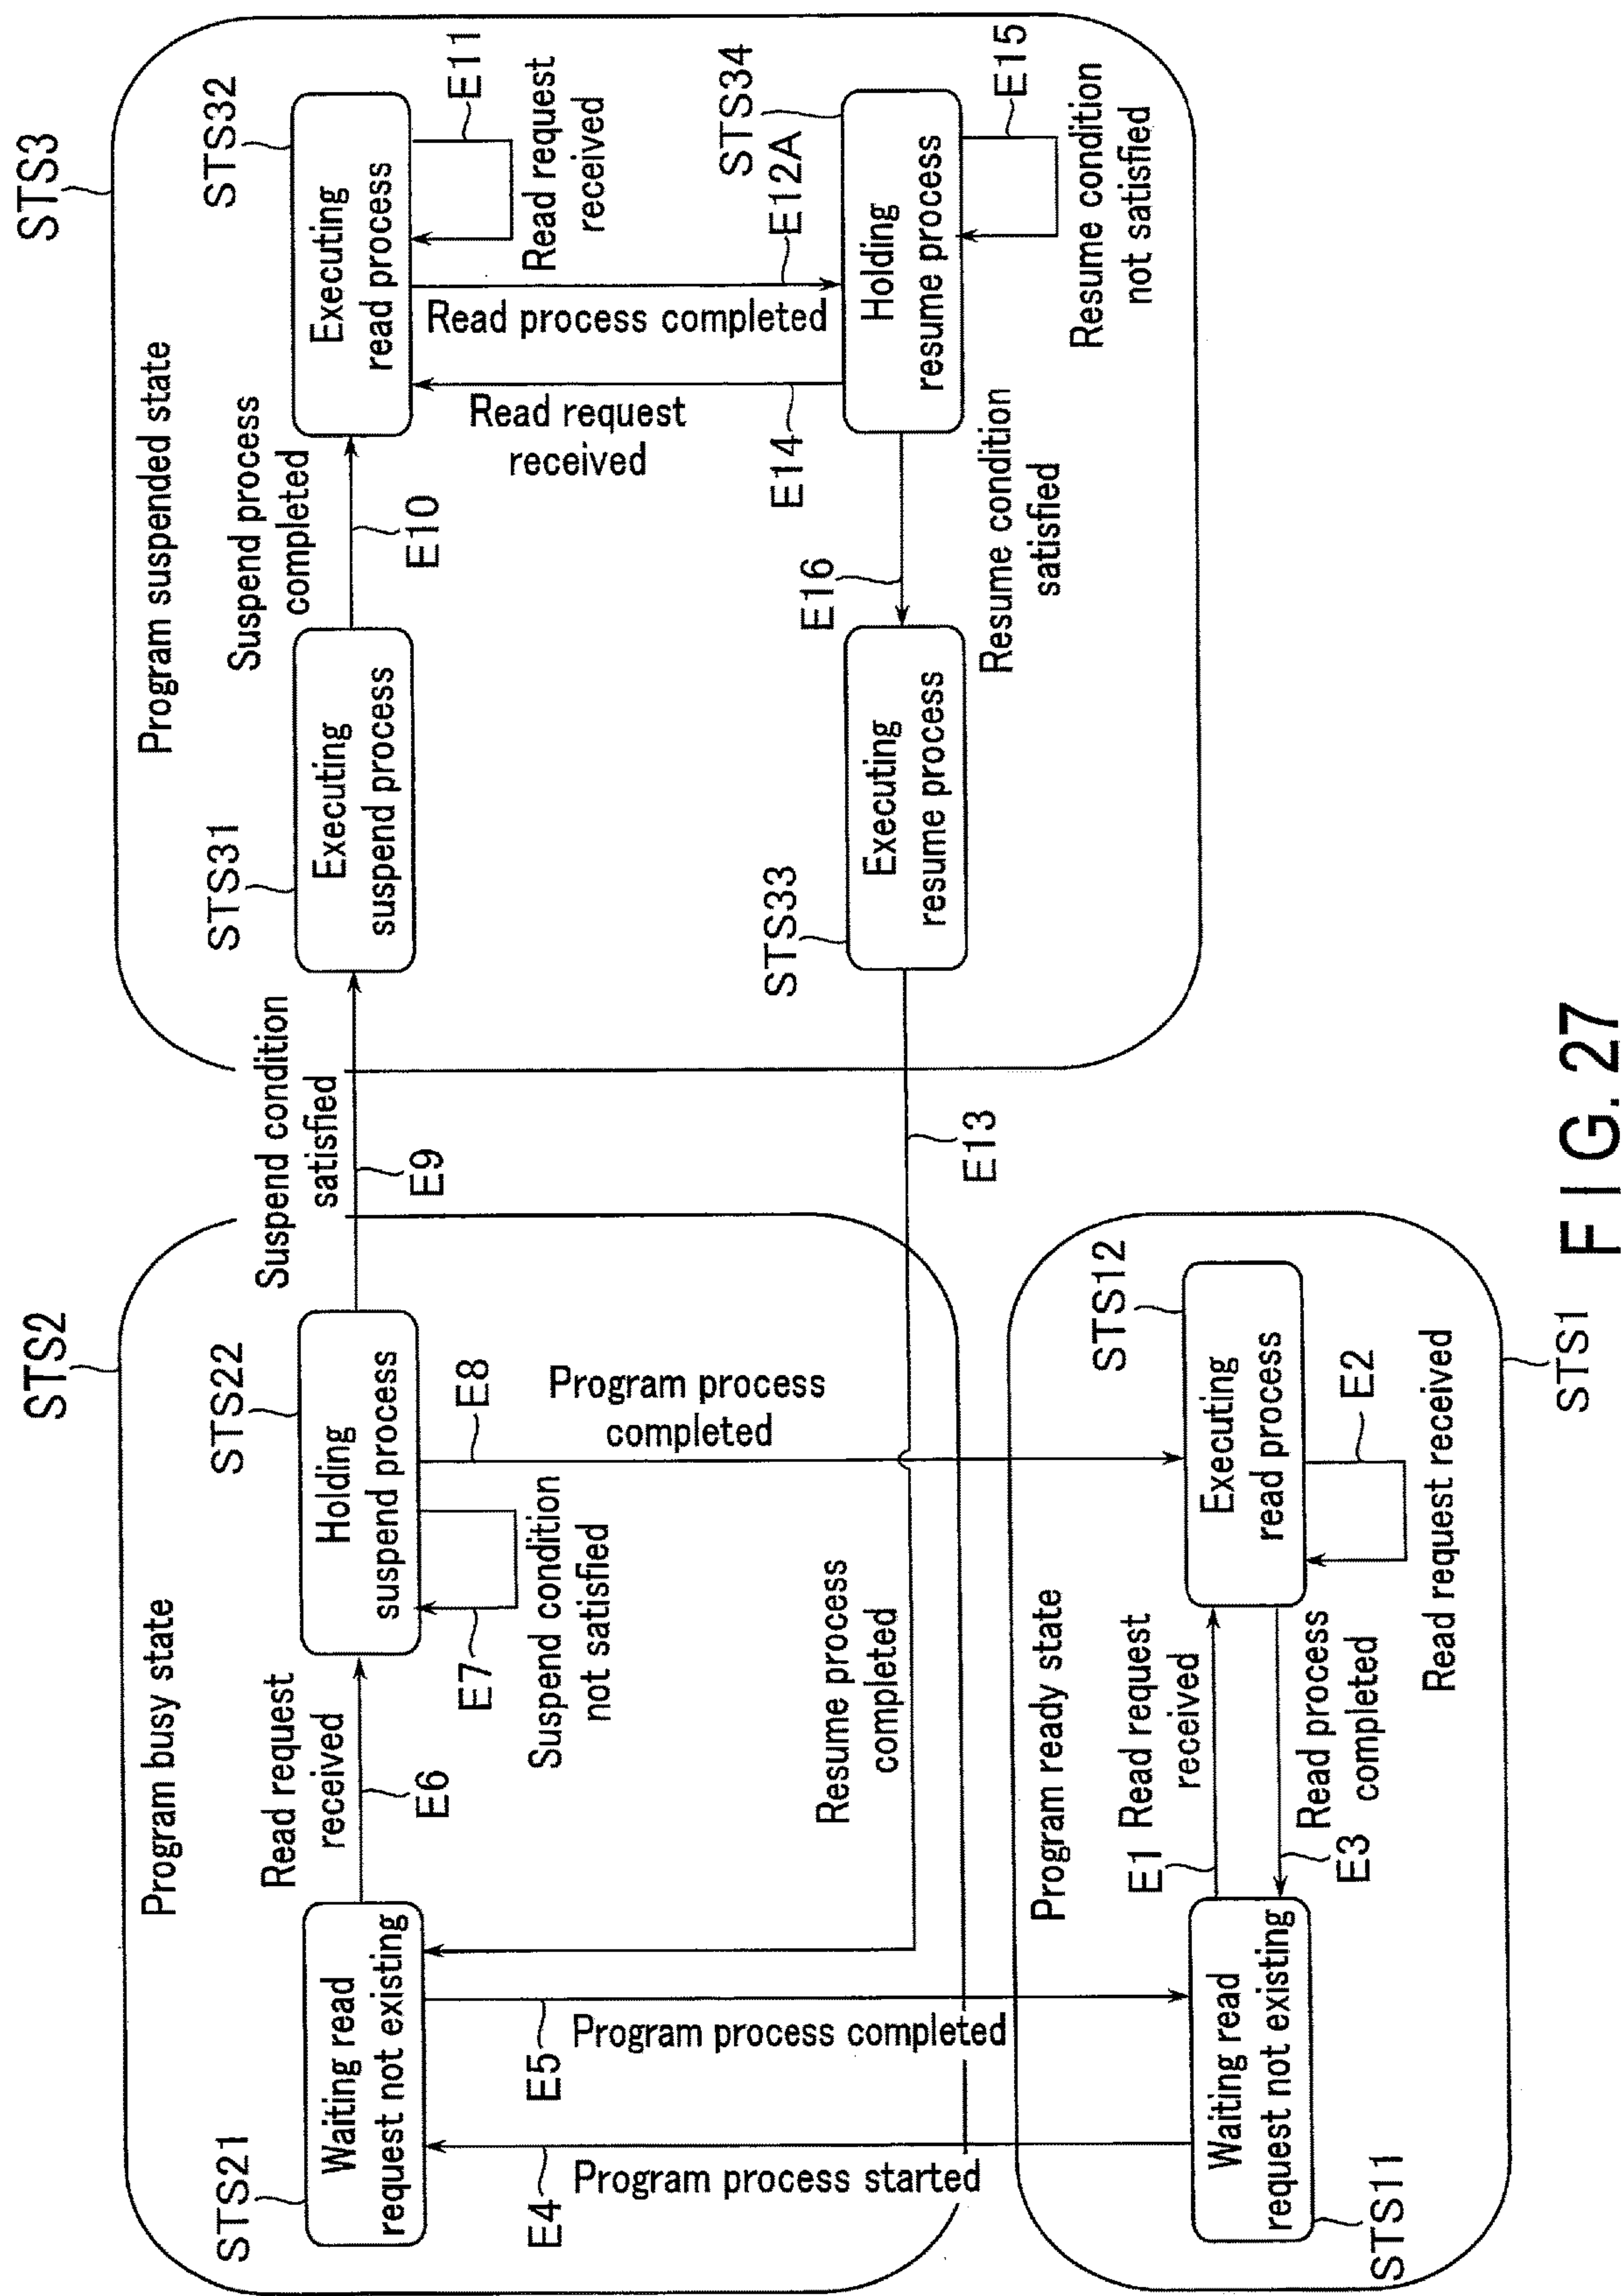 STS2
Program busy state
STS21
Waiting read
request not existing
Read request
received
E6
STS22
Holding
suspend process
E7
Suspend condition
not satisfied
E8
Program process
completed
Suspend condition
satisfied
E9
E4
Program process started
E5
Program process completed
Resume process
completed
E13
STS3
Program suspended state
STS31
Executing
suspend process
Suspend process
completed
E10
STS32
Executing
read process
E11
Read request
received
Read request
received
E14
Read process completed
E12A
STS34
Holding
resume process
E15
Resume condition
not satisfied
E16
Resume condition
satisfied
STS33
Executing
resume process
Program ready state
STS11
Waiting read
request not existing
E1
Read request
received
E3
Read process
completed
STS12
Executing
read process
E2
Read request received
STS1
FIG. 27